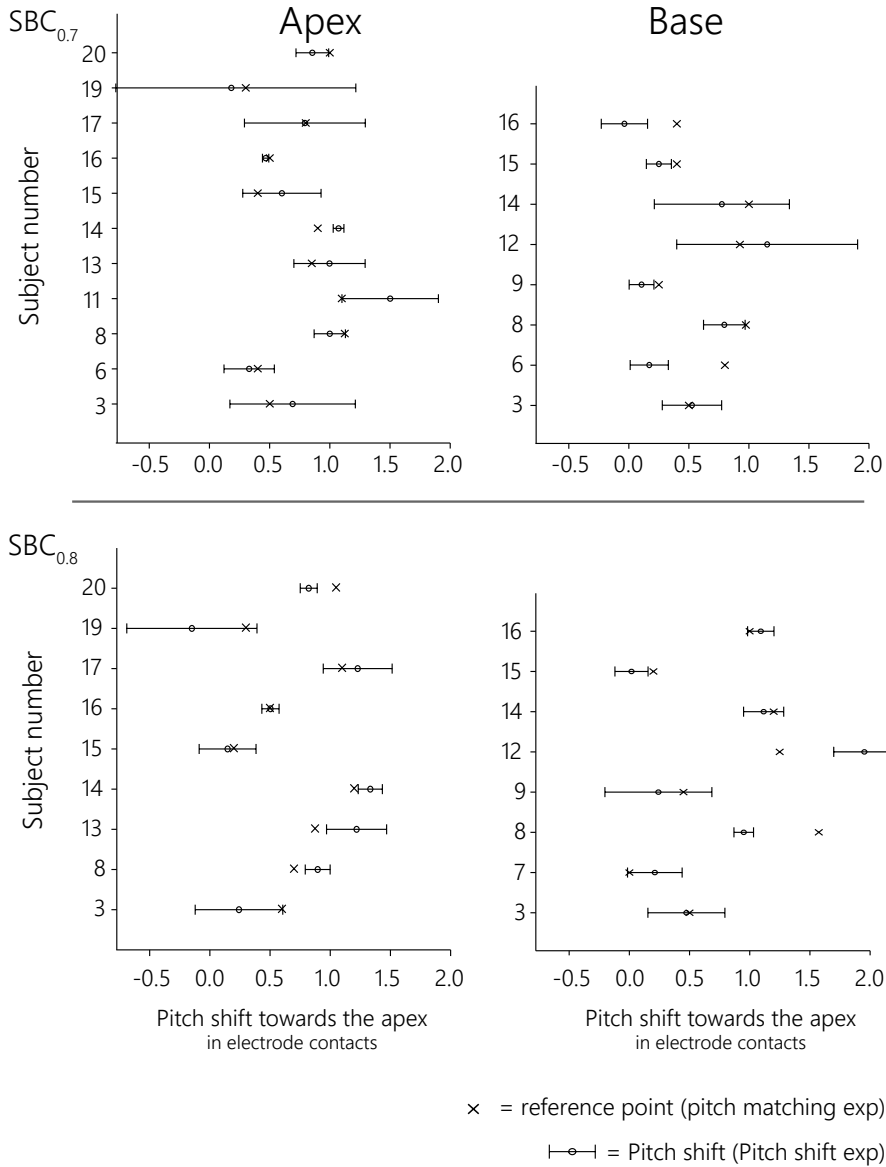 SBC0.7
Apex
Base
Subject number
20
19
17
16
15
14
13
11
8
6
3
-0.5 0.0 0.5 1.0 1.5 2.0
16
15
14
12
9
8
6
3
-0.5 0.0 0.5 1.0 1.5 2.0
SBC0.8
Subject number
20
19
17
16
15
14
13
8
3
-0.5 0.0 0.5 1.0 1.5 2.0
Pitch shift towards the apex
in electrode contacts
16
15
14
12
9
8
7
3
-0.5 0.0 0.5 1.0 1.5 2.0
Pitch shift towards the apex
in electrode contacts
× = reference point (pitch matching exp)
= Pitch shift (Pitch shift exp)